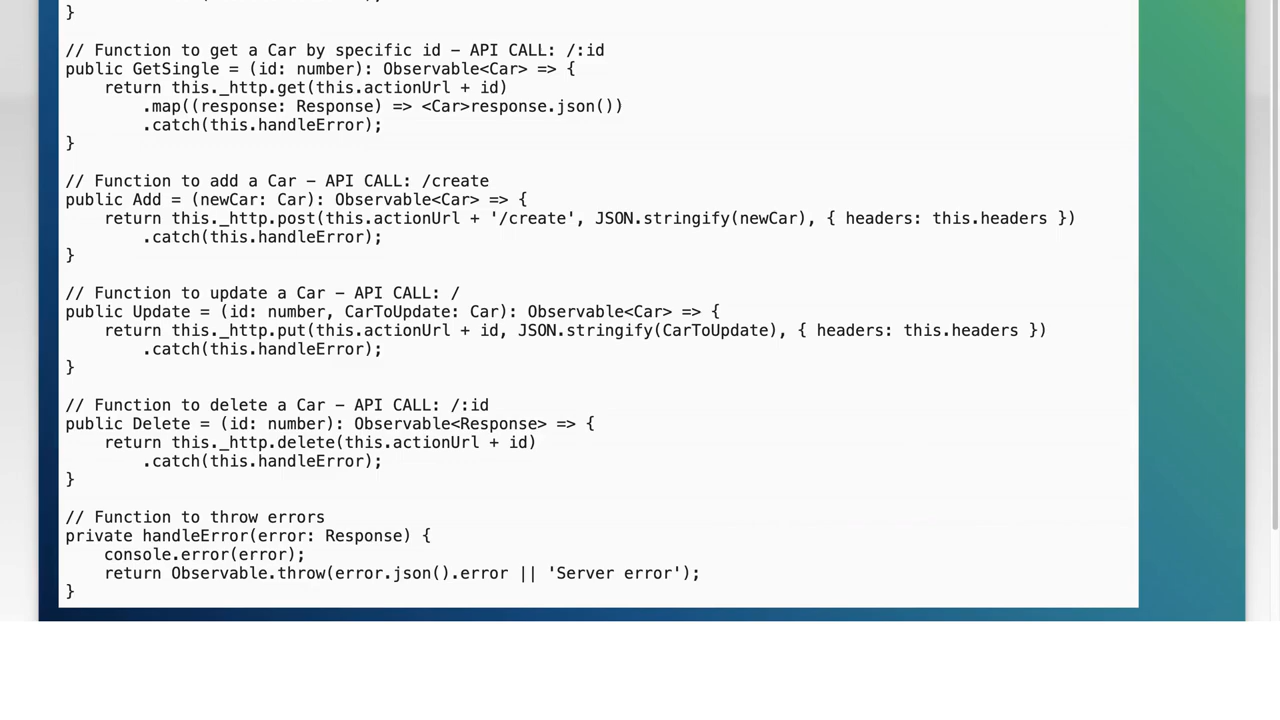 }
// Function to get a Car by specific id – API CALL: /:id
public GetSingle = (id: number): Observable<Car> => {
    return this._http.get(this.actionUrl + id)
        .map((response: Response) => <Car>response.json())
        .catch(this.handleError);
}
// Function to add a Car – API CALL: /create
public Add = (newCar: Car): Observable<Car> => {
    return this._http.post(this.actionUrl + '/create', JSON.stringify(newCar), { headers: this.headers })
        .catch(this.handleError);
}
// Function to update a Car – API CALL: /
public Update = (id: number, CarToUpdate: Car): Observable<Car> => {
    return this._http.put(this.actionUrl + id, JSON.stringify(CarToUpdate), { headers: this.headers })
        .catch(this.handleError);
}
// Function to delete a Car – API CALL: /:id
public Delete = (id: number): Observable<Response> => {
    return this._http.delete(this.actionUrl + id)
        .catch(this.handleError);
}
// Function to throw errors
private handleError(error: Response) {
    console.error(error);
    return Observable.throw(error.json().error || 'Server error');
}